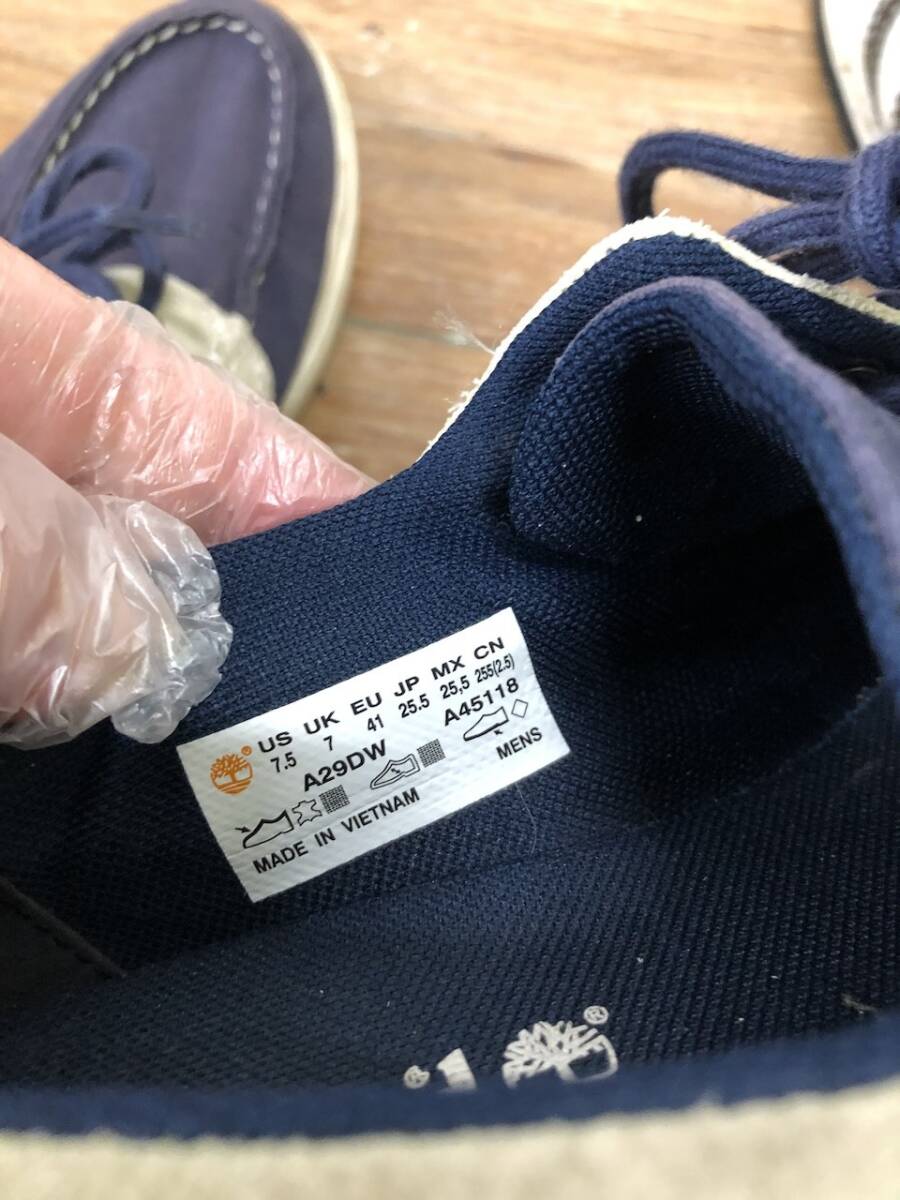 US UK EU JP MX CN
7.5 7 41 25.5 25,5 255(2.5)
A29DW A45118
MENS
MADE IN VIETNAM
®
®
®